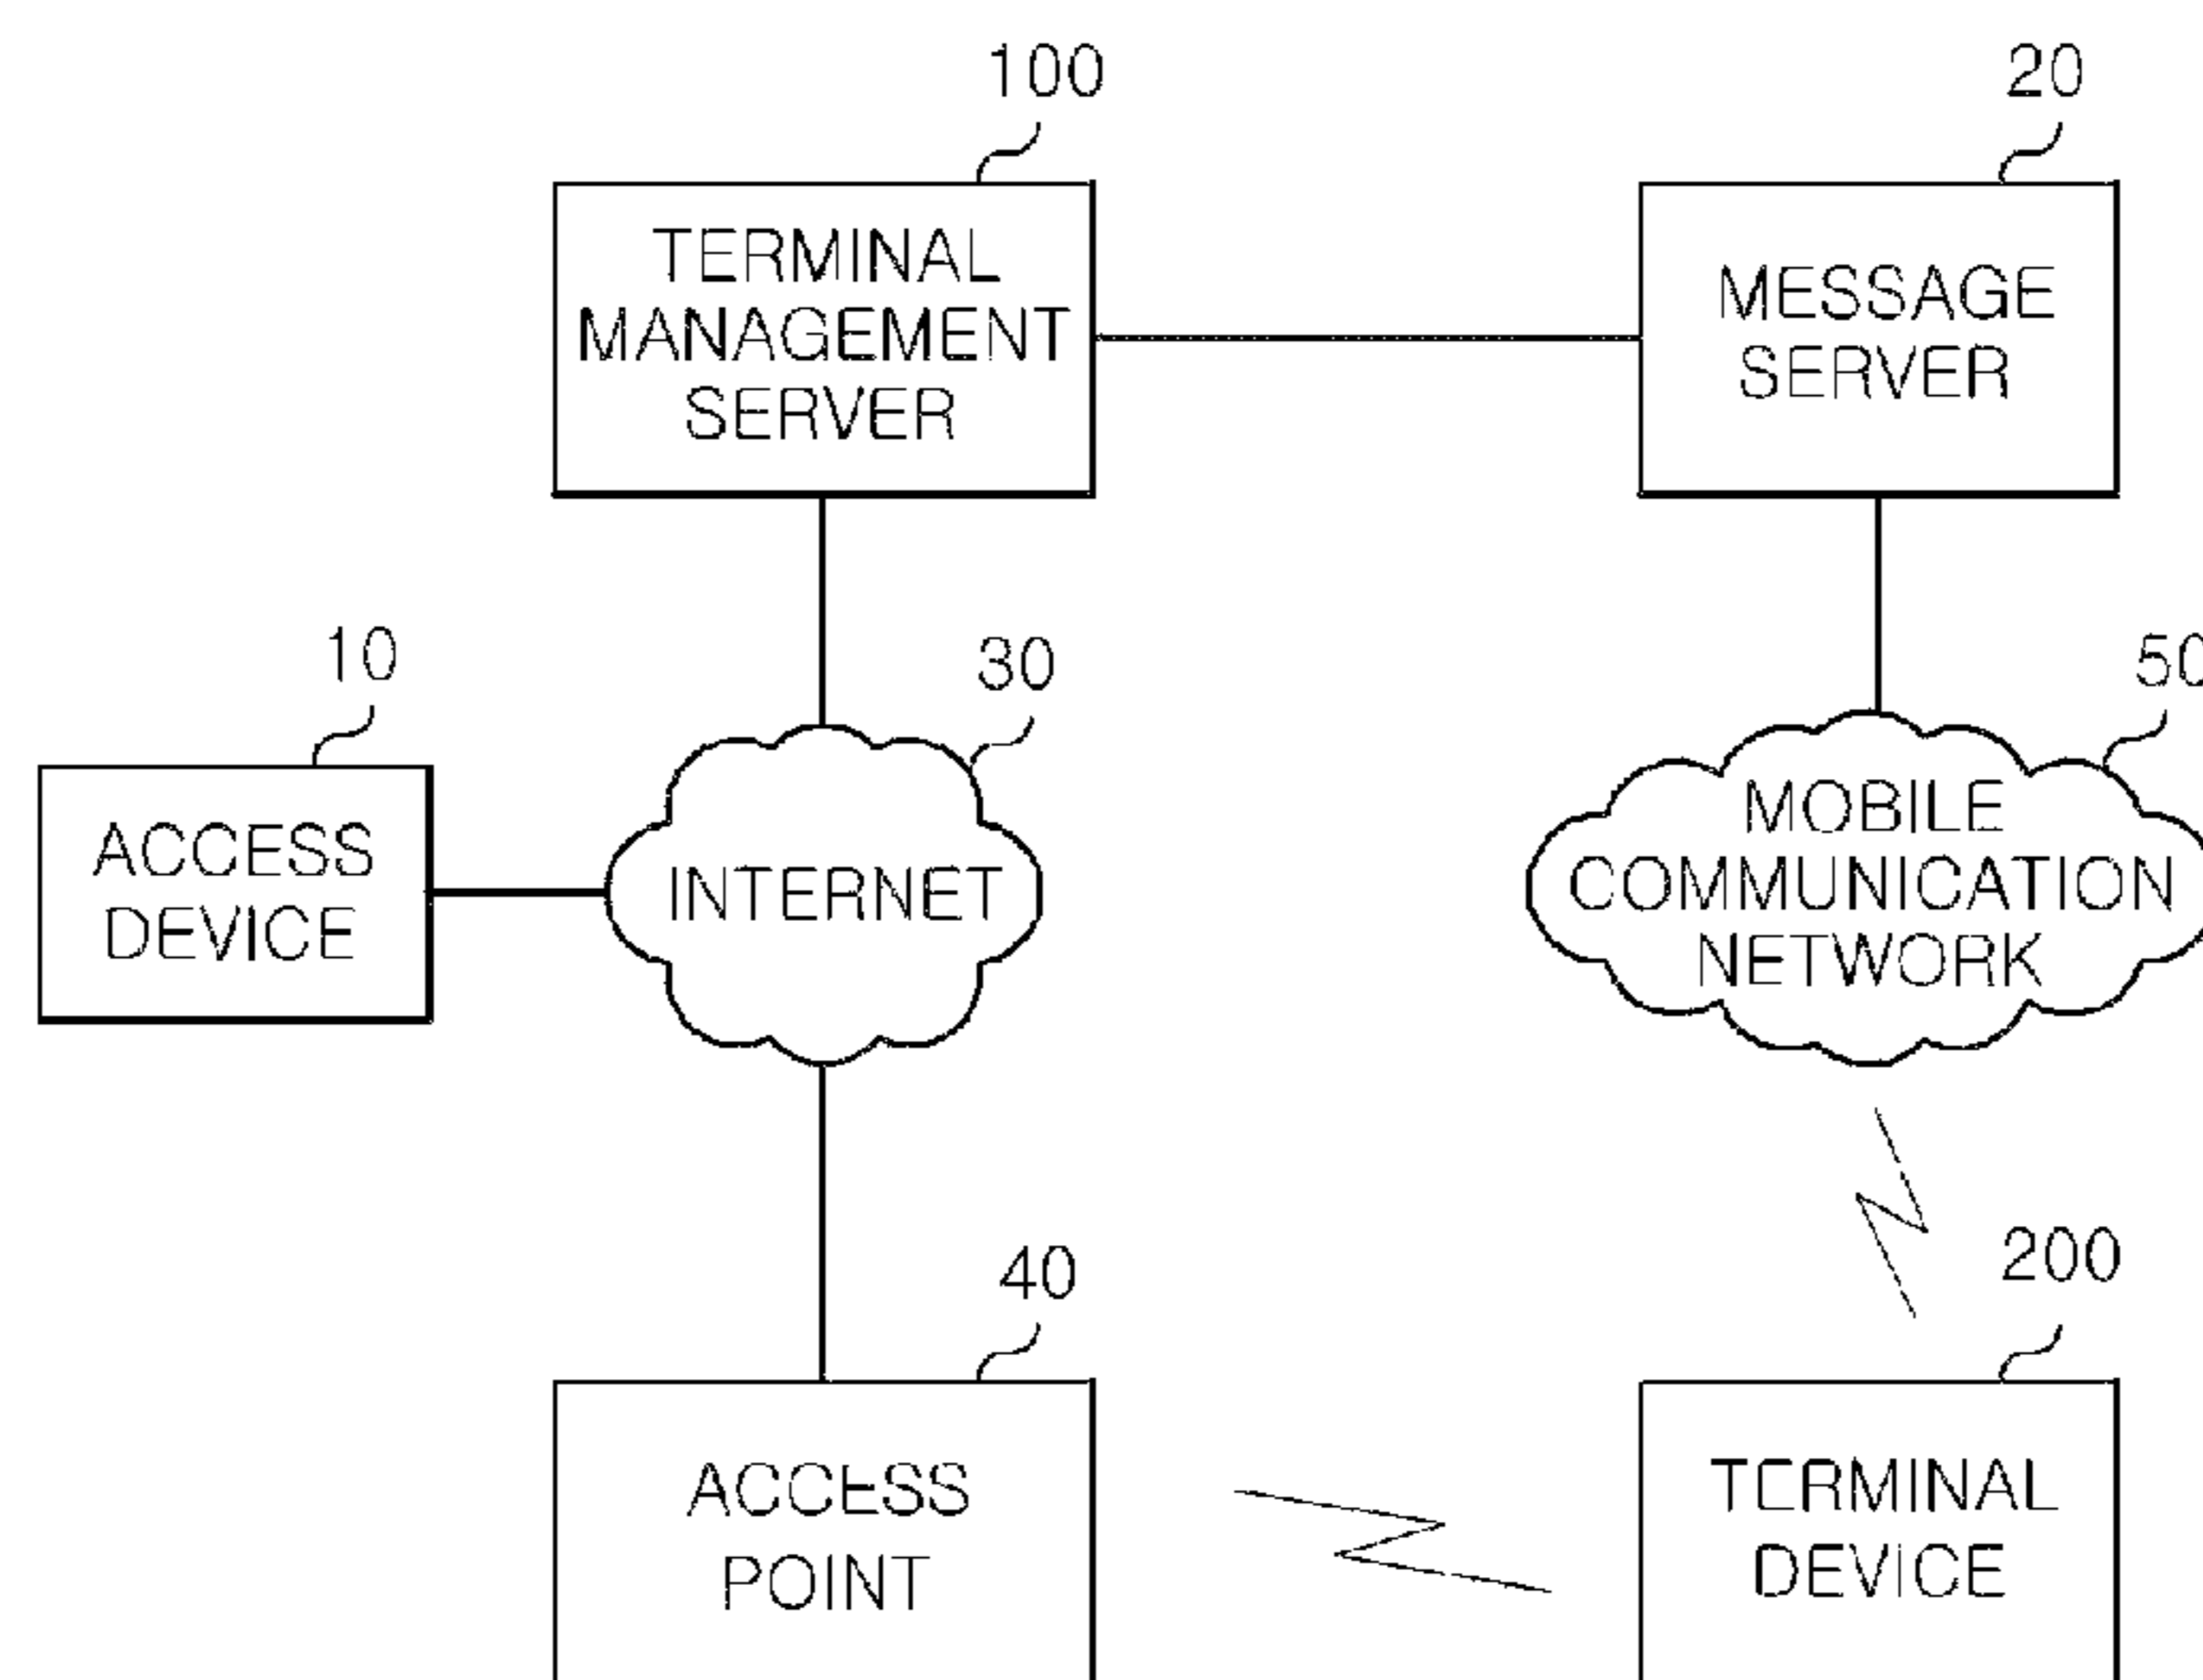 100
20
TERMINAL
MANAGEMENT
SERVER
MESSAGE
SERVER
10
30
50
ACCESS
DEVICE
INTERNET
MOBILE
COMMUNICATION
NETWORK
40
200
ACCESS
POINT
TERMINAL
DEVICE